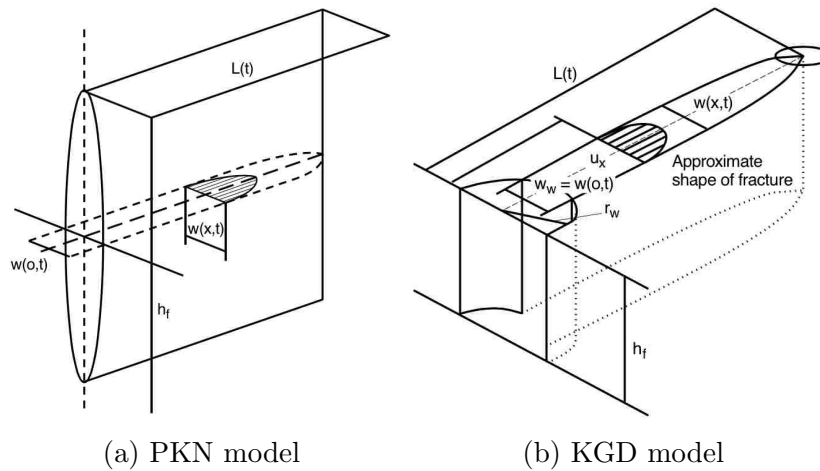 L(t)
w(x,t)
w(o,t)
h_f
(a) PKN model
L(t)
w(x,t)
u_x
Approximate
shape of fracture
w_w = w(o,t)
r_w
h_f
(b) KGD model